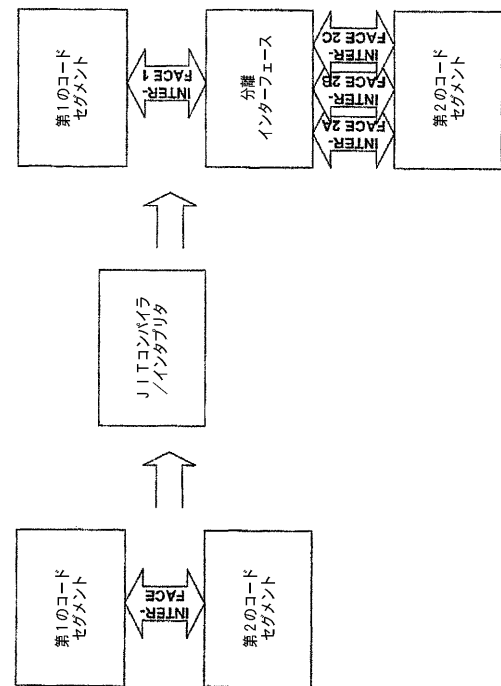 第1のコード
セグメント
INTER-
FACE
第2のコード
セグメント
JITコンパイラ
/インタプリタ
第1のコード
セグメント
INTER-
FACE 1
分離
インターフェース
INTER-
FACE 2A
INTER-
FACE 2B
INTER-
FACE 2C
第2のコード
セグメント